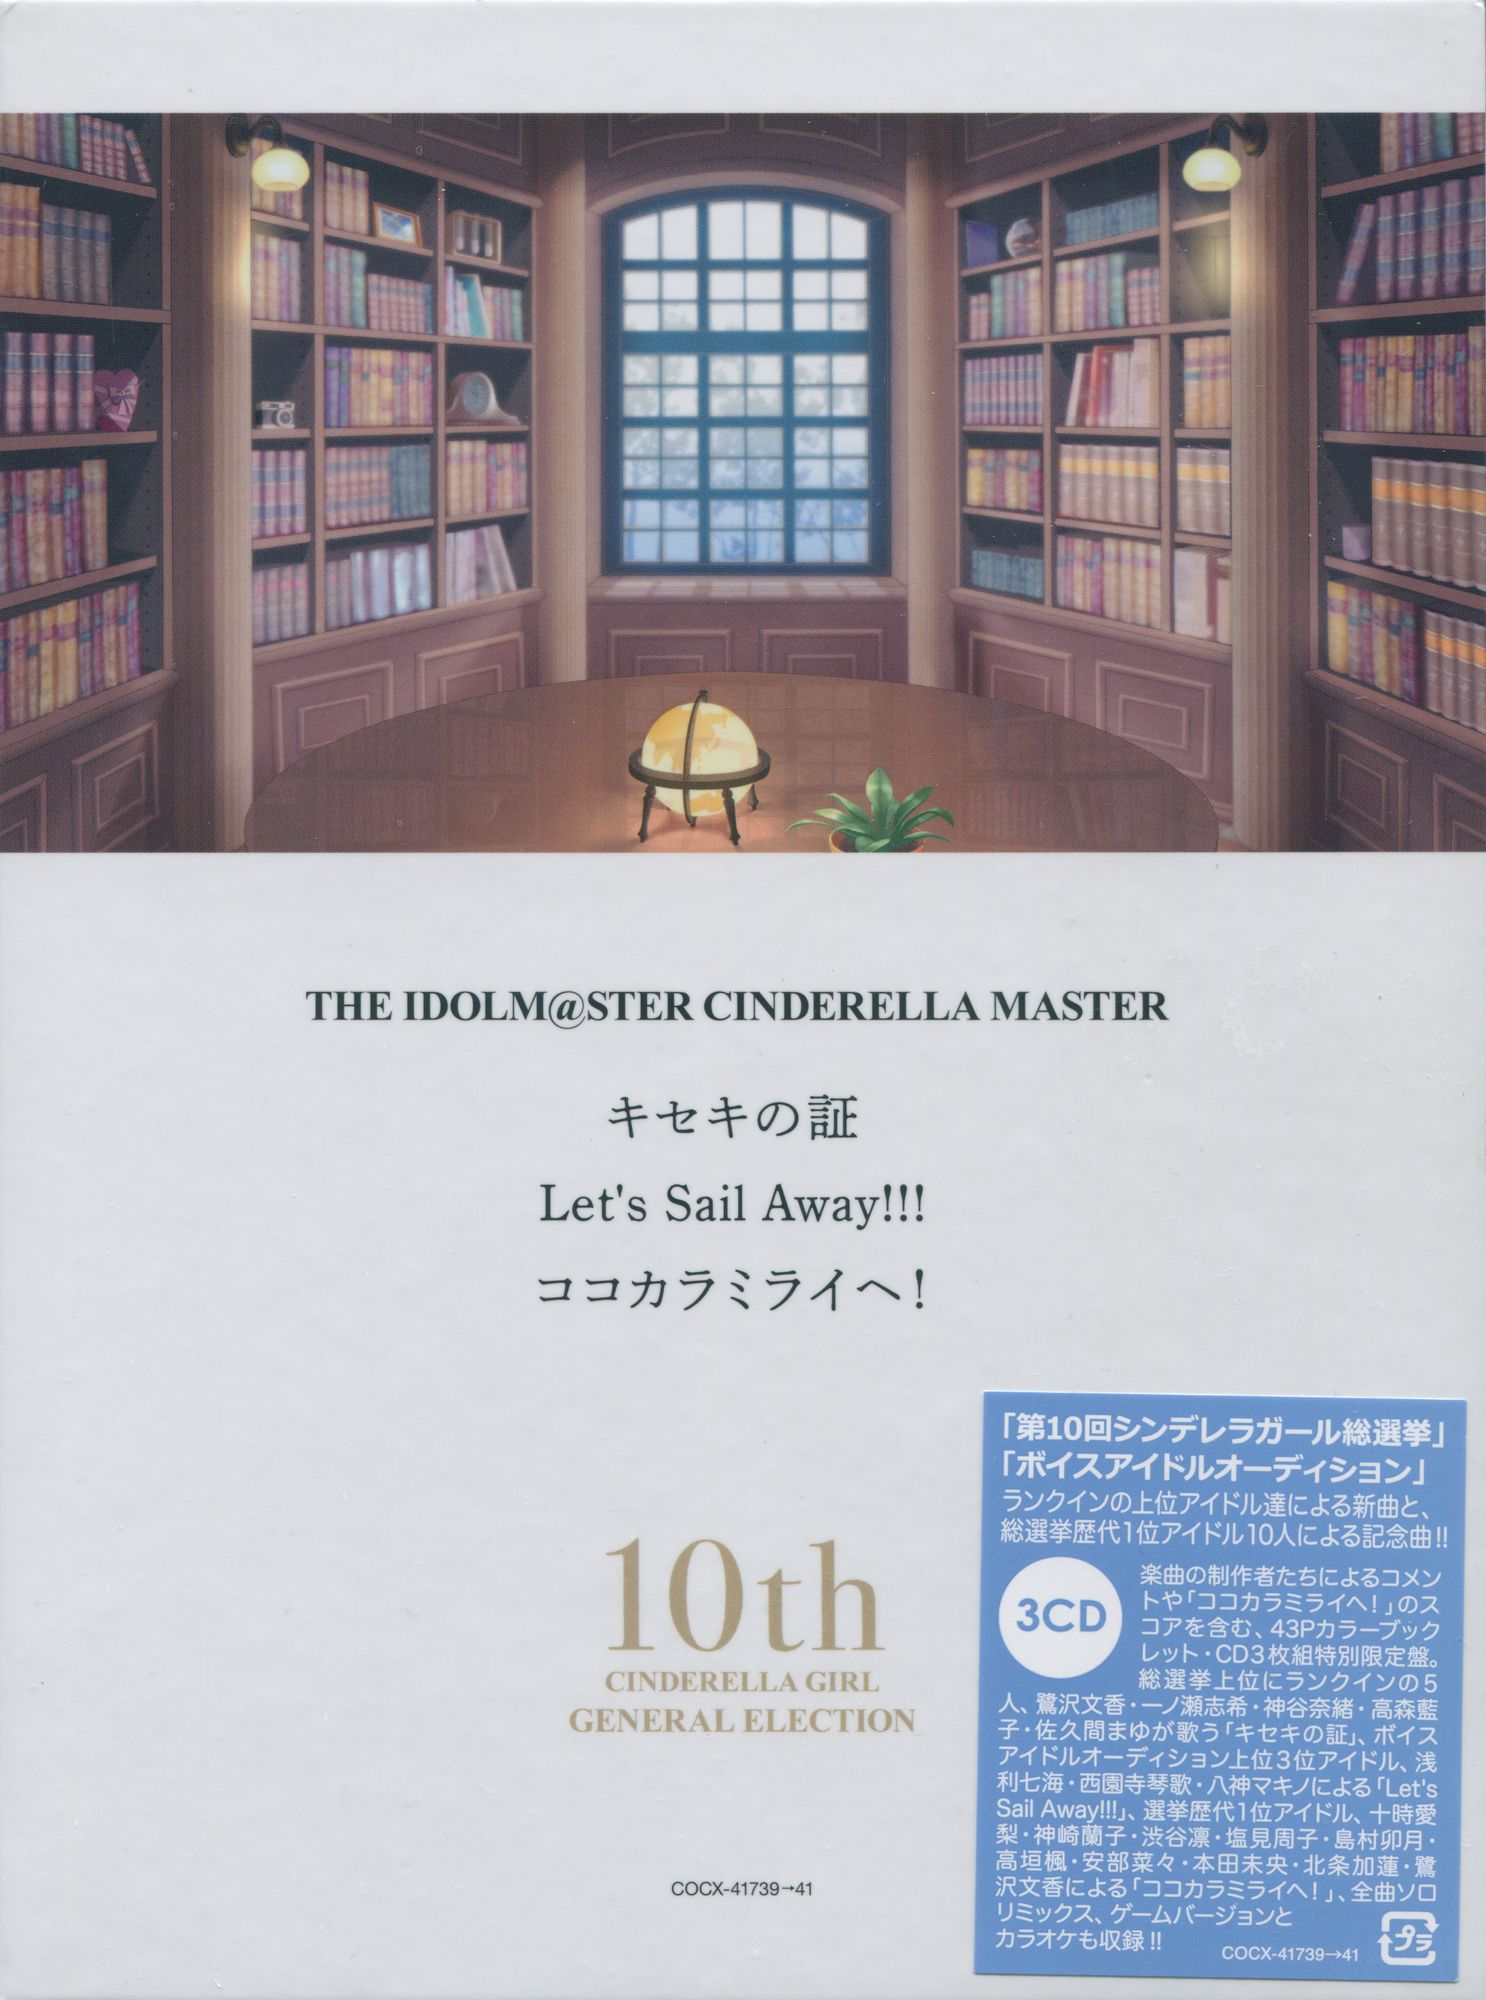 THE IDOLM@STER CINDERELLA MASTER
キセキの証
Let's Sail Away!!!
ココカラミライへ!
10th
CINDERELLA GIRL
GENERAL ELECTION
COCX-41739→41
「第10回シンデレラガール総選挙」
「ボイスアイドルオーディション」
ランクインの上位アイドル達による新曲と、
総選挙歴代1位アイドル10人による記念曲!!
3CD
楽曲の制作者たちによるコメン
トや「ココカラミライへ!」のス
コアを含む、43Pカラーブック
レット・CD3枚組特別限定盤。
総選挙上位にランクインの5
人、鷺沢文香・一ノ瀬志希・神谷奈緒・高森藍
子・佐久間まゆが歌う「キセキの証」、ボイス
アイドルオーディション上位3位アイドル、浅
利七海・西園寺琴歌・八神マキノによる「Let's
Sail Away!!!」、選挙歴代1位アイドル、十時愛
梨・神崎蘭子・渋谷凛・塩見周子・島村卯月・
高垣楓・安部菜々・本田未央・北条加蓮・鷺
沢文香による「ココカラミライへ!」、全曲ソロ
リミックス、ゲームバージョンと
カラオケも収録!!
COCX-41739→41
プラ